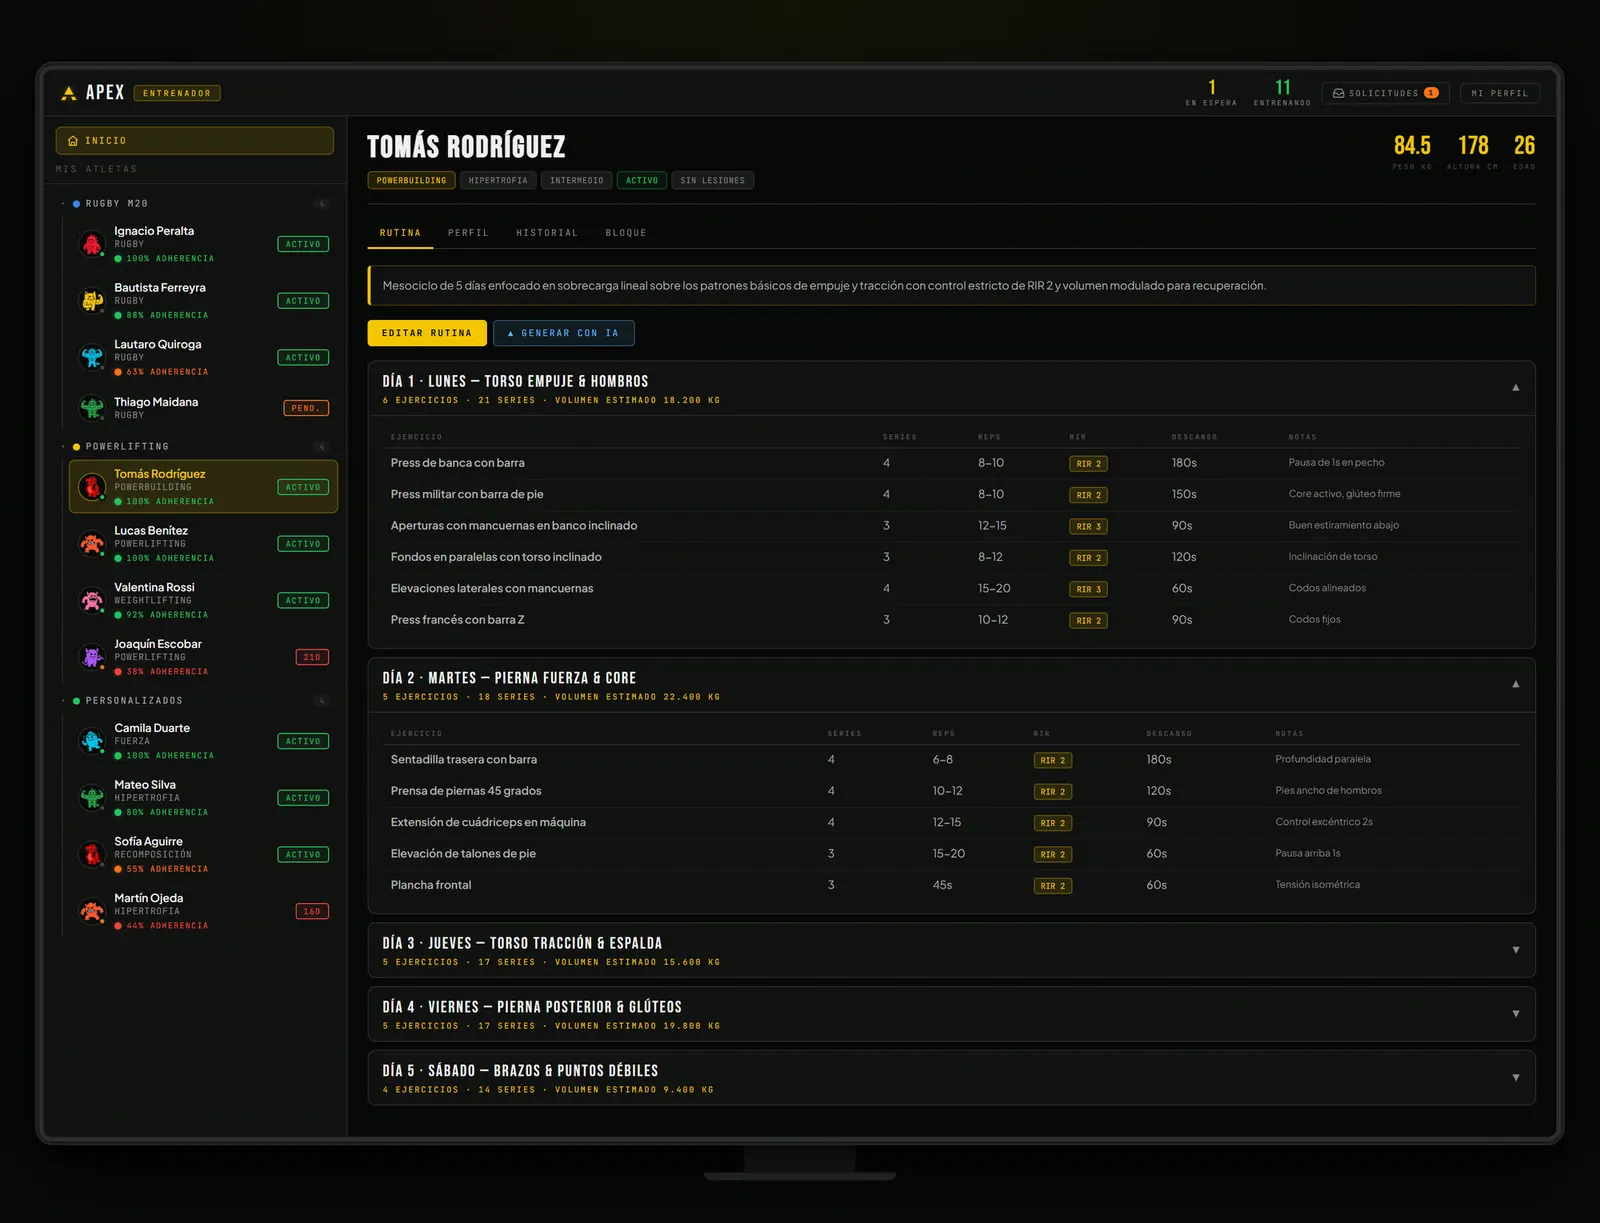 APEX ENTRENADOR
1 EN ESPERA
11 ENTRENANDO
SOLICITUDES 1
MI PERFIL
INICIO
MIS ATLETAS
RUGBY M20 4
Ignacio Peralta
RUGBY
100% ADHERENCIA
ACTIVO
Bautista Ferreyra
RUGBY
88% ADHERENCIA
ACTIVO
Lautaro Quiroga
RUGBY
63% ADHERENCIA
ACTIVO
Thiago Maidana
RUGBY
PEND.
POWERLIFTING 4
Tomás Rodríguez
POWERBUILDING
100% ADHERENCIA
ACTIVO
Lucas Benítez
POWERLIFTING
100% ADHERENCIA
ACTIVO
Valentina Rossi
WEIGHTLIFTING
92% ADHERENCIA
ACTIVO
Joaquín Escobar
POWERLIFTING
38% ADHERENCIA
21D
PERSONALIZADOS 4
Camila Duarte
FUERZA
100% ADHERENCIA
ACTIVO
Mateo Silva
HIPERTROFIA
80% ADHERENCIA
ACTIVO
Sofía Aguirre
RECOMPOSICIÓN
55% ADHERENCIA
ACTIVO
Martín Ojeda
HIPERTROFIA
44% ADHERENCIA
16D
TOMÁS RODRÍGUEZ
POWERBUILDING HIPERTROFIA INTERMEDIO ACTIVO SIN LESIONES
84.5 PESO KG
178 ALTURA CM
26 EDAD
RUTINA PERFIL HISTORIAL BLOQUE
Mesociclo de 5 días enfocado en sobrecarga lineal sobre los patrones básicos de empuje y tracción con control estricto de RIR 2 y volumen modulado para recuperación.
EDITAR RUTINA
▲ GENERAR CON IA
DÍA 1 · LUNES — TORSO EMPUJE & HOMBROS
6 EJERCICIOS · 21 SERIES · VOLUMEN ESTIMADO 18.200 KG
EJERCICIO SERIES REPS RIR DESCANSO NOTAS
Press de banca con barra 4 8–10 RIR 2 180s Pausa de 1s en pecho
Press militar con barra de pie 4 8–10 RIR 2 150s Core activo, glúteo firme
Aperturas con mancuernas en banco inclinado 3 12–15 RIR 3 90s Buen estiramiento abajo
Fondos en paralelas con torso inclinado 3 8–12 RIR 2 120s Inclinación de torso
Elevaciones laterales con mancuernas 4 15–20 RIR 3 60s Codos alineados
Press francés con barra Z 3 10–12 RIR 2 90s Codos fijos
DÍA 2 · MARTES — PIERNA FUERZA & CORE
5 EJERCICIOS · 18 SERIES · VOLUMEN ESTIMADO 22.400 KG
EJERCICIO SERIES REPS RIR DESCANSO NOTAS
Sentadilla trasera con barra 4 6–8 RIR 2 180s Profundidad paralela
Prensa de piernas 45 grados 4 10–12 RIR 2 120s Pies ancho de hombros
Extensión de cuádriceps en máquina 4 12–15 RIR 2 90s Control excéntrico 2s
Elevación de talones de pie 3 15–20 RIR 2 60s Pausa arriba 1s
Plancha frontal 3 45s RIR 2 60s Tensión isométrica
DÍA 3 · JUEVES — TORSO TRACCIÓN & ESPALDA
5 EJERCICIOS · 17 SERIES · VOLUMEN ESTIMADO 15.600 KG
DÍA 4 · VIERNES — PIERNA POSTERIOR & GLÚTEOS
5 EJERCICIOS · 17 SERIES · VOLUMEN ESTIMADO 19.800 KG
DÍA 5 · SÁBADO — BRAZOS & PUNTOS DÉBILES
4 EJERCICIOS · 14 SERIES · VOLUMEN ESTIMADO 9.400 KG